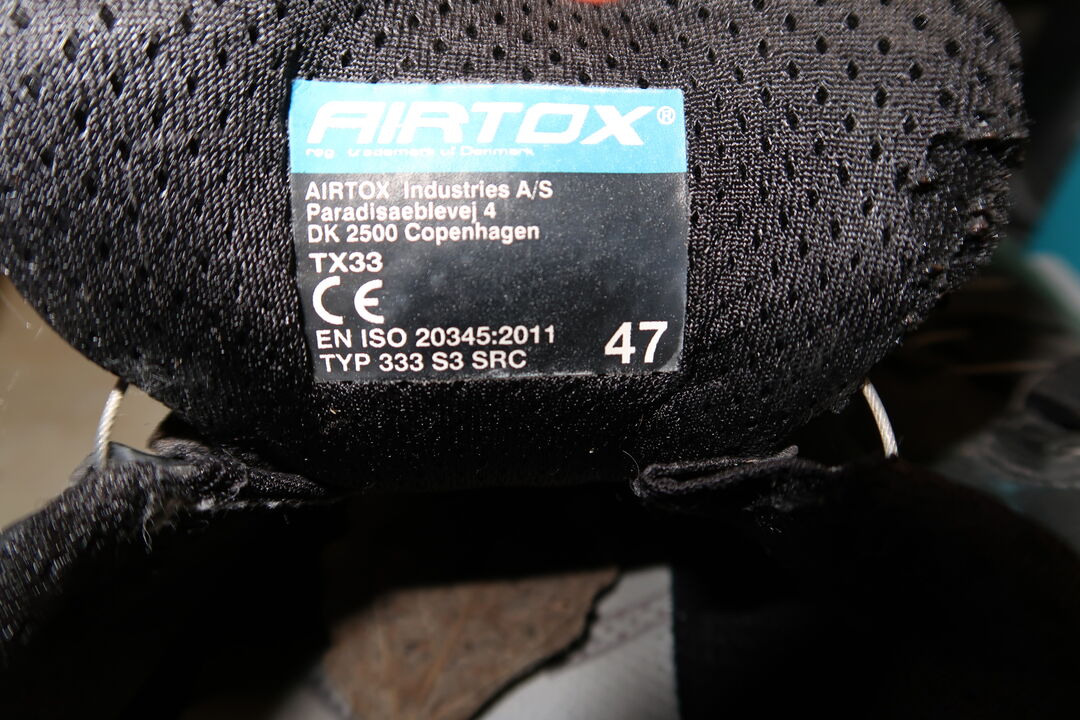 AIRTOX®
reg. trademark of Denmark
AIRTOX Industries A/S
Paradisaeblevej 4
DK 2500 Copenhagen
TX33
CE
EN ISO 20345:2011
TYP 333 S3 SRC
47